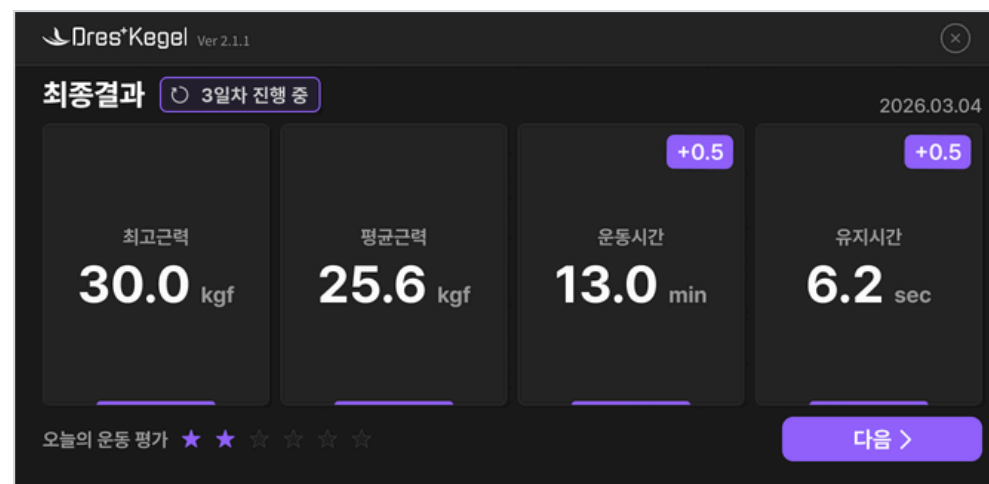 Dres+Kegel Ver 2.1.1
최종결과 3일차 진행 중
2026.03.04
최고근력
30.0 kgf
평균근력
25.6 kgf
+0.5
운동시간
13.0 min
+0.5
유지시간
6.2 sec
오늘의 운동 평가
다음 >